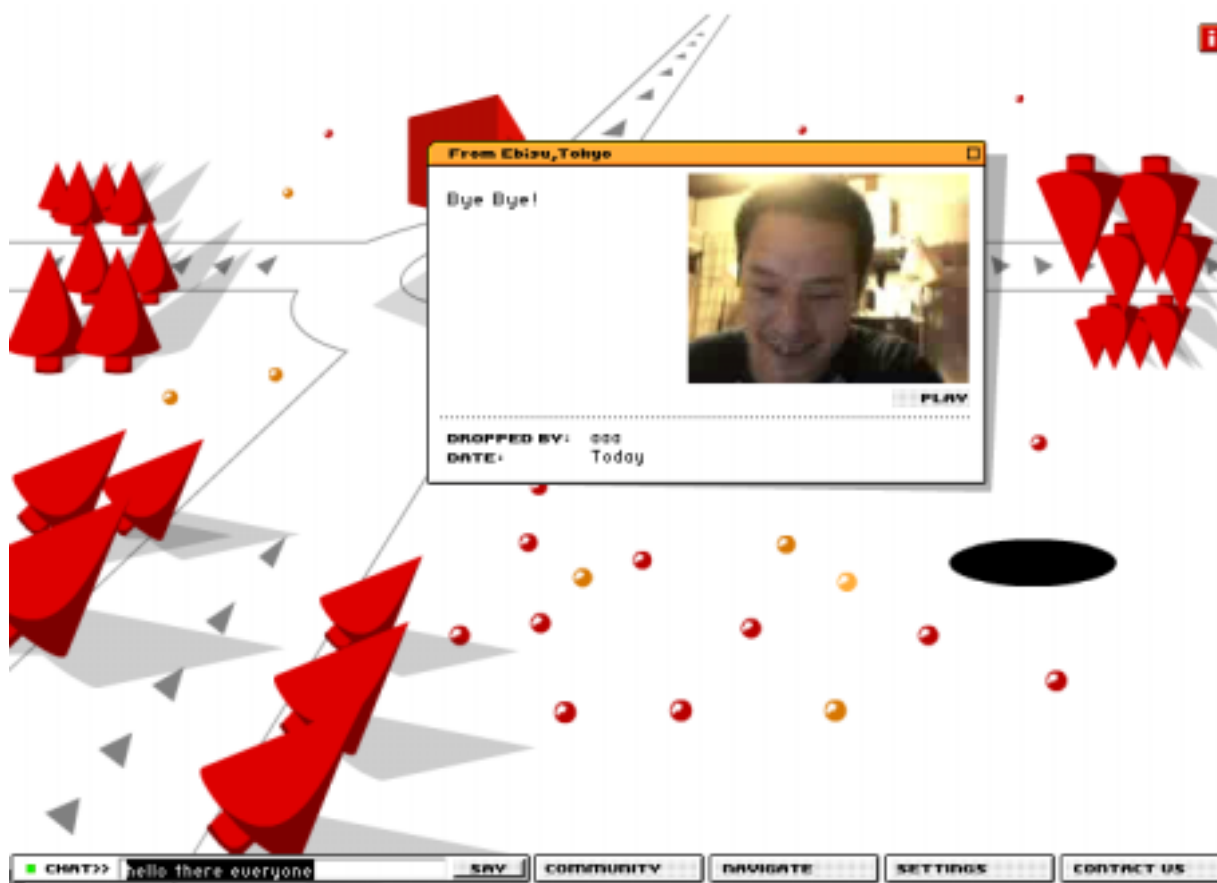 i
From Ebisu,Tokyo
Bye Bye!
PLAY
DROPPED BY: aaa
DATE: Today
CHAT>> hello there everyone SAY COMMUNITY NAVIGATE SETTINGS CONTACT US